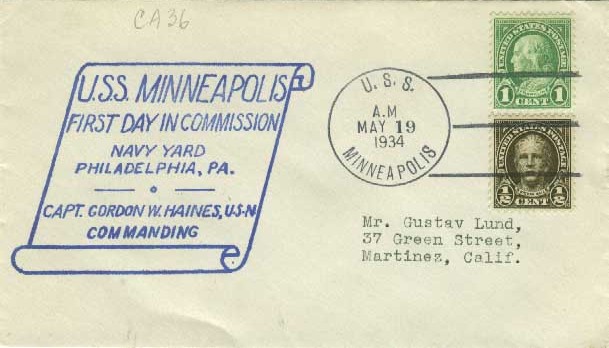 CA36
U.S.S. MINNEAPOLIS
FIRST DAY IN COMMISSION
NAVY YARD
PHILADELPHIA, PA.
CAPT. GORDON W. HAINES, U.S.N
COMMANDING
U. S. S.
A.M
MAY 19
1934
MINNEAPOLIS
UNITED STATES POSTAGE
1 CENT 1
UNITED STATES POSTAGE
1/2 CENT 1/2
Mr. Gustav Lund,
37 Green Street,
Martinez, Calif.